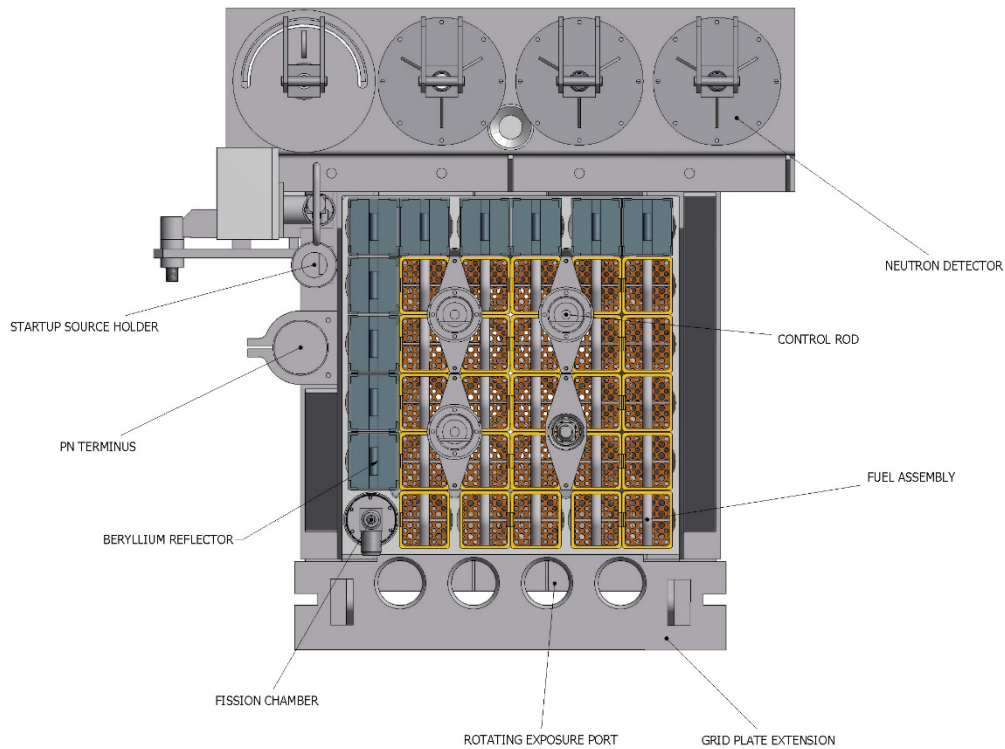 NEUTRON DETECTOR
STARTUP SOURCE HOLDER
CONTROL ROD
PN TERMINUS
FUEL ASSEMBLY
BERYLLIUM REFLECTOR
FISSION CHAMBER
ROTATING EXPOSURE PORT
GRID PLATE EXTENSION